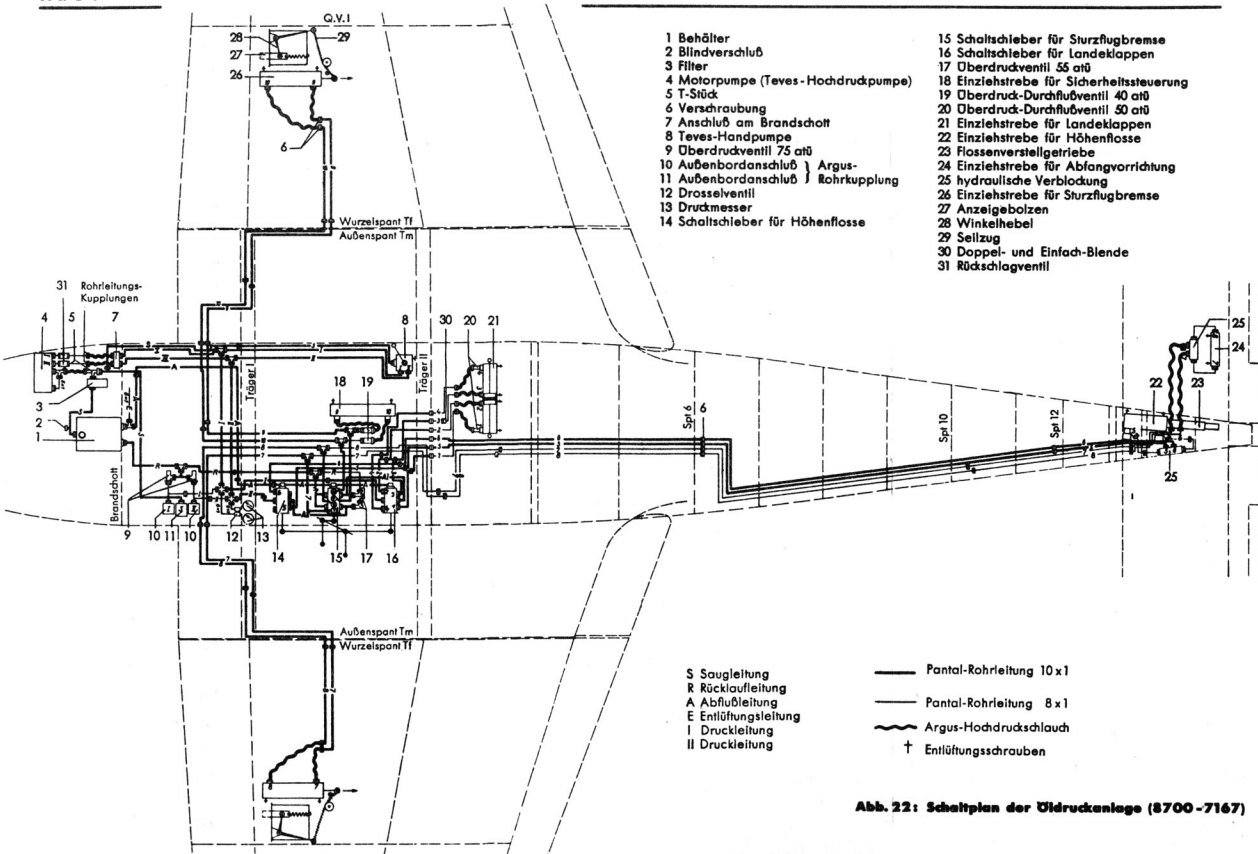 Q.V.I
28
29
27
26
6
Wurzelspant Tf
Außenspant Tm
1 Behälter
2 Blindverschluß
3 Filter
4 Motorpumpe (Teves-Hochdruckpumpe)
5 T-Stück
6 Verschraubung
7 Anschluß am Brandschott
8 Teves-Handpumpe
9 Überdruckventil 75 atü
10 Außenbordanschluß } Argus-
11 Außenbordanschluß } Rohrkupplung
12 Drosselventil
13 Druckmesser
14 Schaltschieber für Höhenflosse
15 Schaltschieber für Sturzflugbremse
16 Schaltschieber für Landeklappen
17 Überdruckventil 55 atü
18 Einziehstrebe für Sicherheitssteuerung
19 Überdruck-Durchflußventil 40 atü
20 Überdruck-Durchflußventil 50 atü
21 Einziehstrebe für Landeklappen
22 Einziehstrebe für Höhenflosse
23 Flossenverstellgetriebe
24 Einziehstrebe für Abfangvorrichtung
25 hydraulische Verblockung
26 Einziehstrebe für Sturzflugbremse
27 Anzeigebolzen
28 Winkelhebel
29 Seilzug
30 Doppel- und Einfach-Blende
31 Rückschlagventil
31 Rohrleitungs-
Kupplungen
4 5 7
8 30 20 21
3
2
1
Brandschott
Träger I
Träger II
18 19
Spt 6
6
Spt 10
Spt 12
25
24
22 23
25
9 10 11 10 12 13 14 15 17 16
Außenspant Tm
Wurzelspant Tf
S Saugleitung
R Rücklaufleitung
A Abflußleitung
E Entlüftungsleitung
I Druckleitung
II Druckleitung
Pantal-Rohrleitung 10x1
Pantal-Rohrleitung 8x1
Argus-Hochdruckschlauch
† Entlüftungsschrauben
Abb. 22: Schaltplan der Öldruckanlage (8700-7167)